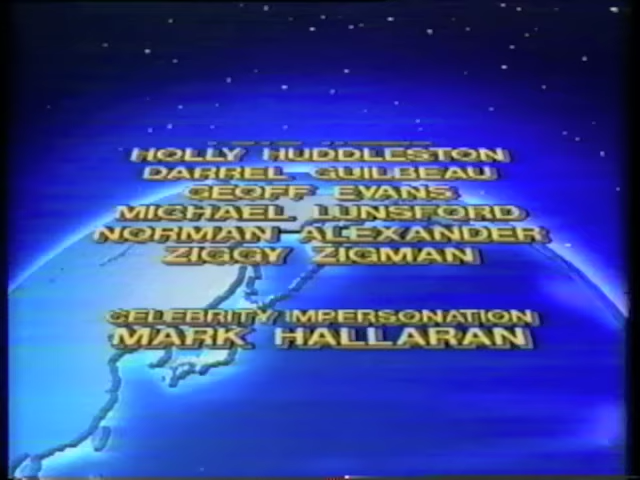 HOLLY HUDDLESTON
DARREL GUILBEAU
GEOFF EVANS
MICHAEL LUNSFORD
NORMAN ALEXANDER
ZIGGY ZIGMAN
CELEBRITY IMPERSONATION
MARK HALLARAN